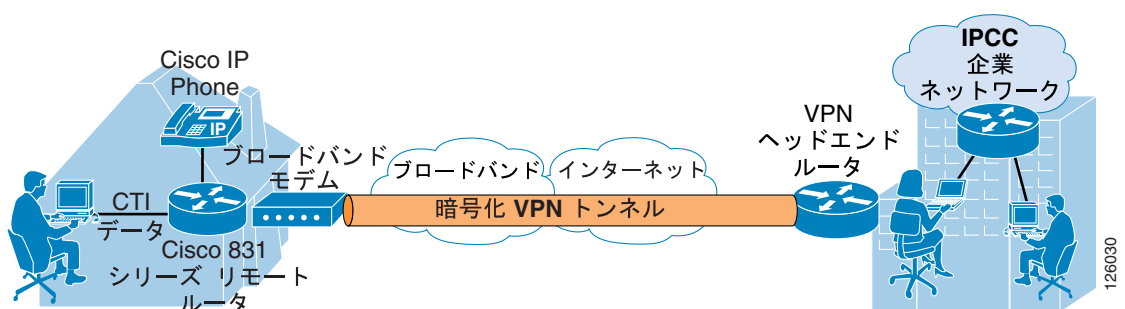 Cisco IP
Phone
IP
ブロードバンド
モデム
CTI
データ
Cisco 831
シリーズ リモート
ルータ
ブロードバンド
インターネット
暗号化 VPN トンネル
VPN
ヘッドエンド
ルータ
IPCC
企業
ネットワーク
126030